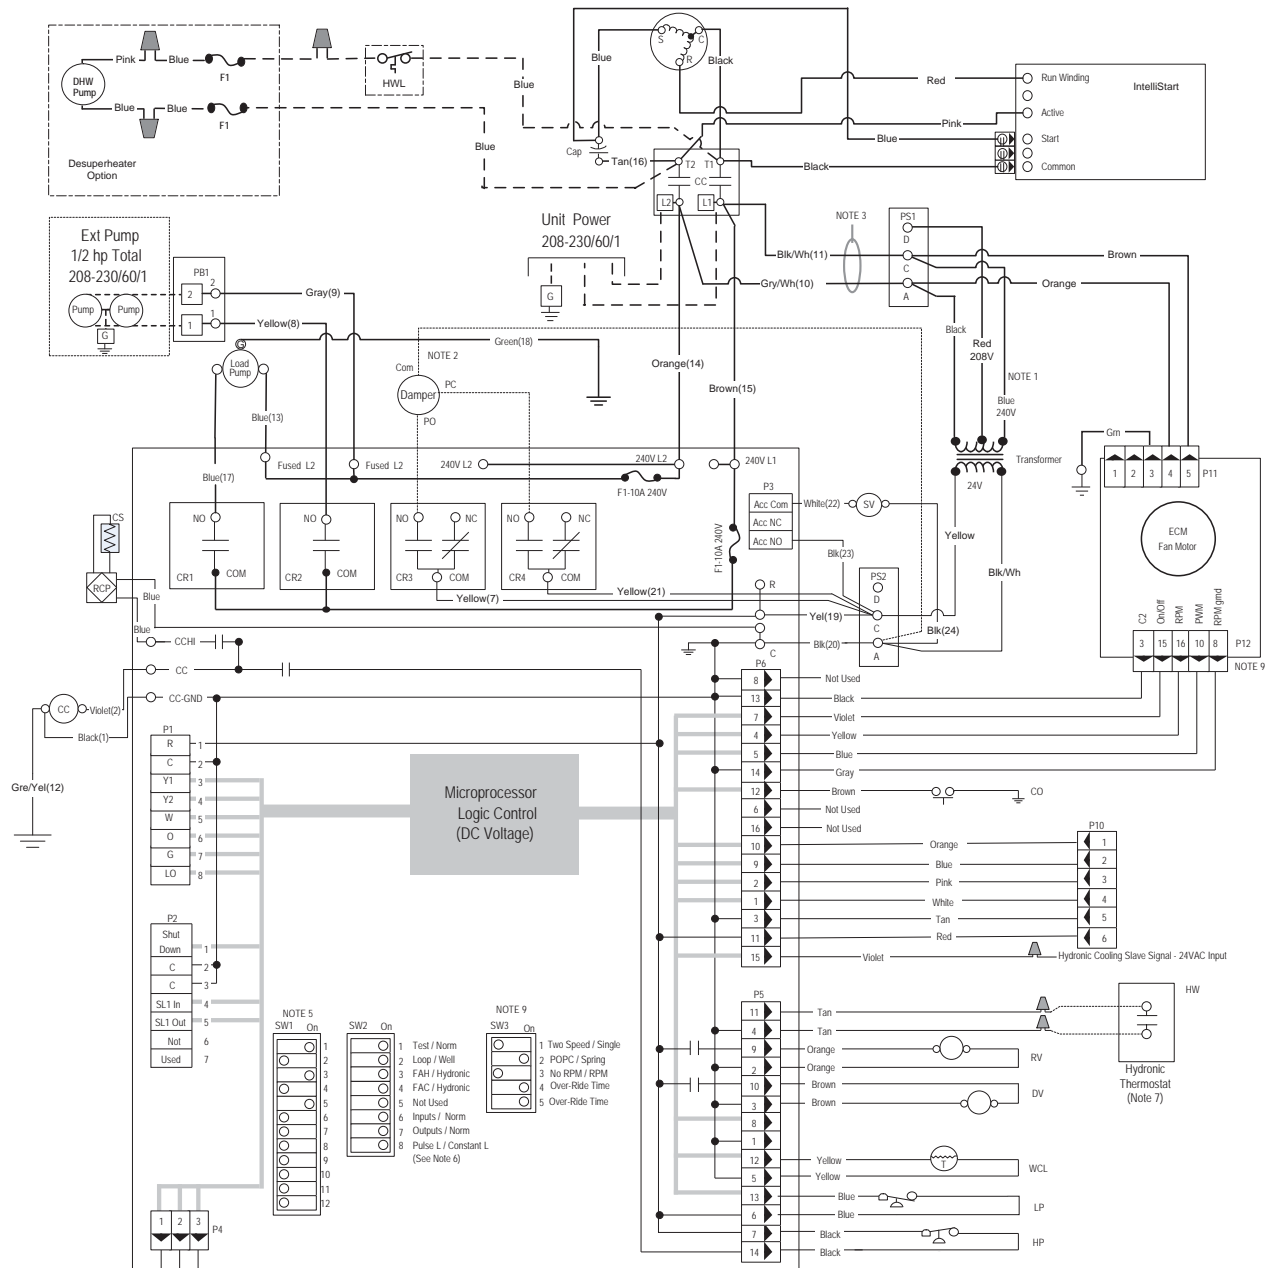 Pink
Blue
F1
DHW
Pump
Blue
Blue
F1
Desuperheater
Option
HWL
Blue
Blue
Blue
S
C
R
Black
Cap
Tan(16)
T2
T1
CC
L2
L1
Red
Pink
Blue
Black
Run Winding
IntelliStart
Active
Start
Common
Ext Pump
1/2 hp Total
208-230/60/1
Pump
Pump
G
PB1
2
2
1
1
Gray(9)
Yellow(8)
Unit Power
208-230/60/1
G
Blk/Wh(11)
Gry/Wh(10)
NOTE 3
PS1
D
C
A
Brown
Orange
Black
Red
208V
NOTE 1
Blue
240V
Transformer
24V
G
Load
Pump
Green(18)
NOTE 2
Com
Damper
PC
PO
Orange(14)
Brown(15)
Blue(13)
Blue(17)
Fused L2
Fused L2
240V L2
240V L2
240V L1
F1-10A 240V
F1-10A 240V
NO
CR1
COM
NO
CR2
COM
NO
NC
CR3
COM
NO
NC
CR4
COM
Yellow(7)
Yellow(21)
P3
Acc Com
Acc NC
Acc NO
White(22)
SV
Blk(23)
Yellow
Blk/Wh
PS2
D
C
A
R
Yel(19)
Blk(20)
Blk(24)
C
Grn
1
2
3
4
5
P11
ECM
Fan Motor
C2
On/Off
RPM
PWM
RPM grnd
3
15
16
10
8
P12
NOTE 9
CS
RCP
Blue
Blue
CCHI
CC
CC-GND
CC
Violet(2)
Black(1)
Gre/Yel(12)
P1
R 1
C 2
Y1 3
Y2 4
W 5
O 6
G 7
LO 8
P2
Shut
Down 1
C 2
C 3
SL1 In 4
SL1 Out 5
Not 6
Used 7
Microprocessor
Logic Control
(DC Voltage)
P6
8 Not Used
13 Black
7 Violet
4 Yellow
5 Blue
14 Gray
12 Brown
CO
6 Not Used
16 Not Used
10 Orange
9 Blue
2 Pink
1 White
3 Tan
11 Red
15 Violet
Hydronic Cooling Slave Signal - 24VAC Input
P10
1
2
3
4
5
6
P5
11 Tan
4 Tan
9 Orange
2 Orange
10 Brown
3 Brown
8
1
12 Yellow
5 Yellow
13 Blue
6 Blue
7 Black
14 Black
RV
DV
T
WCL
LP
HP
HW
Hydronic
Thermostat
(Note 7)
NOTE 5
SW1 On
1
2
3
4
5
6
7
8
9
10
11
12
SW2 On
1 Test / Norm
2 Loop / Well
3 FAH / Hydronic
4 FAC / Hydronic
5 Not Used
6 Inputs / Norm
7 Outputs / Norm
8 Pulse L / Constant L
(See Note 6)
NOTE 9
SW3 On
1 Two Speed / Single
2 POPC / Spring
3 No RPM / RPM
4 Over-Ride Time
5 Over-Ride Time
1 2 3
P4